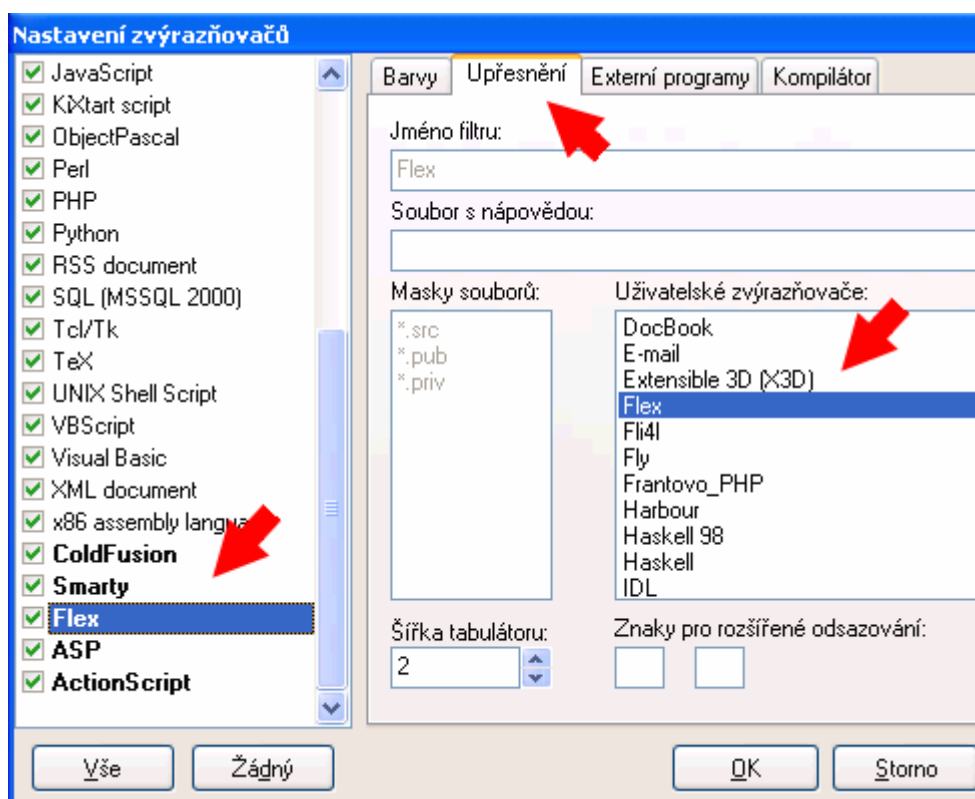 Nastavení zvýrazňovačů
JavaScript
KiXtart script
ObjectPascal
Perl
PHP
Python
RSS document
SQL (MSSQL 2000)
Tcl/Tk
TeX
UNIX Shell Script
VBScript
Visual Basic
XML document
x86 assembly
ColdFusion
Smarty
Flex
ASP
ActionScript
Vše
Žádný
Barvy
Upřesnění
Externí programy
Kompilátor
Jméno filtru:
Flex
Soubor s nápovědou:
Masky souborů:
*.src
*.pub
*.priv
Uživatelské zvýrazňovače:
DocBook
E-mail
Extensible 3D (X3D)
Flex
Fli4l
Fly
Frantovo_PHP
Harbour
Haskell 98
Haskell
IDL
Šířka tabulátoru:
2
Znaky pro rozšířené odsazování:
OK
Storno